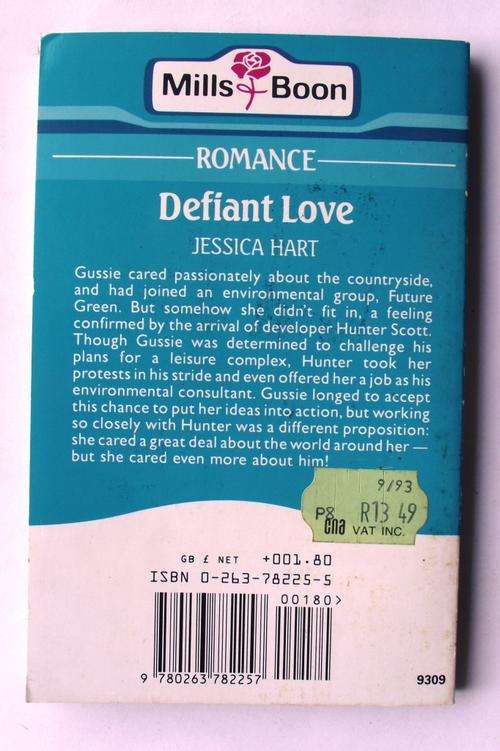 Mills & Boon
ROMANCE
Defiant Love
JESSICA HART
Gussie cared passionately about the countryside,
and had joined an environmental group, Future
Green. But somehow she didn't fit in, a feeling
confirmed by the arrival of developer Hunter Scott.
Though Gussie was determined to challenge his
plans for a leisure complex, Hunter took her
protests in his stride and even offered her a job as his
environmental consultant. Gussie longed to accept
this chance to put her ideas into action, but working
so closely with Hunter was a different proposition:
she cared a great deal about the world around her —
but she cared even more about him!
9/93
P8 R13 49
cna VAT INC.
GB £ NET +001.80
ISBN 0-263-78225-5
00180>
9 780263 782257
9309